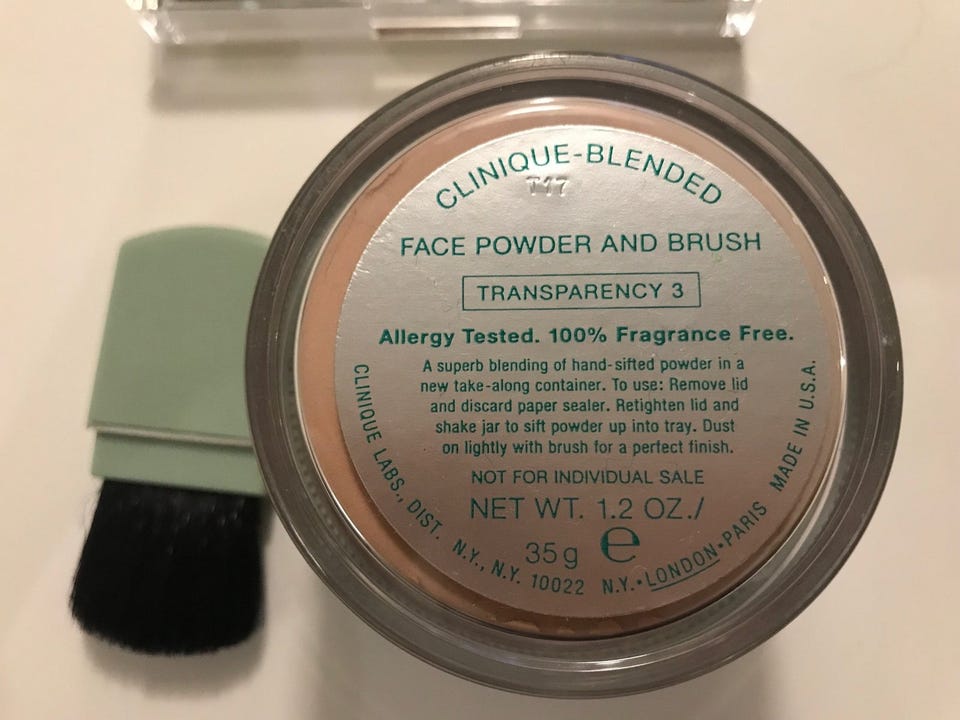 CLINIQUE-BLENDED
T17
FACE POWDER AND BRUSH
TRANSPARENCY 3
Allergy Tested. 100% Fragrance Free.
A superb blending of hand-sifted powder in a
new take-along container. To use: Remove lid
and discard paper sealer. Retighten lid and
shake jar to sift powder up into tray. Dust
on lightly with brush for a perfect finish.
NOT FOR INDIVIDUAL SALE
NET WT. 1.2 OZ./
35g e
CLINIQUE LABS., DIST. N.Y., N.Y. 10022 N.Y.•LONDON•PARIS MADE IN U.S.A.